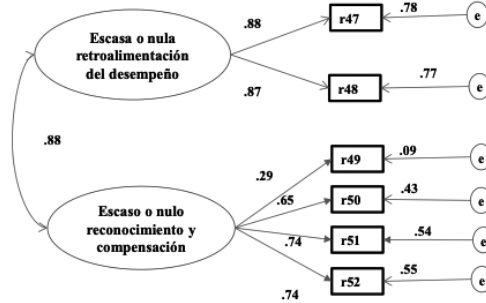 Escasa o nula
retroalimentación
del desempeño
.88
.87
r47
.78
e
r48
.77
e
.88
Escaso o nulo
reconocimiento y
compensación
.29
.65
.74
.74
r49
.09
e
r50
.43
e
r51
.54
e
r52
.55
e